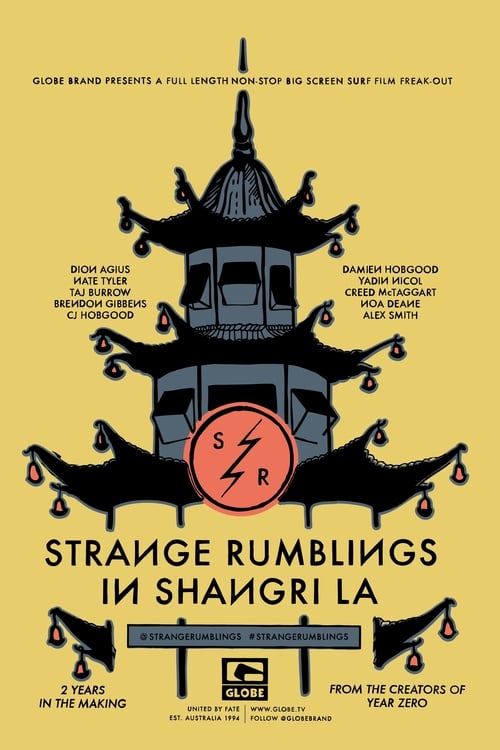 GLOBE BRAND PRESENTS A FULL LENGTH NON-STOP BIG SCREEN SURF FILM FREAK-OUT
DION AGIUS
NATE TYLER
TAJ BURROW
BRENDON GIBBENS
CJ HOBGOOD
DAMIEN HOBGOOD
YADIN NICOL
CREED McTAGGART
NOA DEANE
ALEX SMITH
S R
STRANGE RUMBLINGS
IN SHANGRI LA
@STRANGERUMBLINGS #STRANGERUMBLINGS
2 YEARS
IN THE MAKING
GLOBE
FROM THE CREATORS OF
YEAR ZERO
UNITED BY FATE | WWW.GLOBE.TV
EST. AUSTRALIA 1994 | FOLLOW @GLOBEBRAND